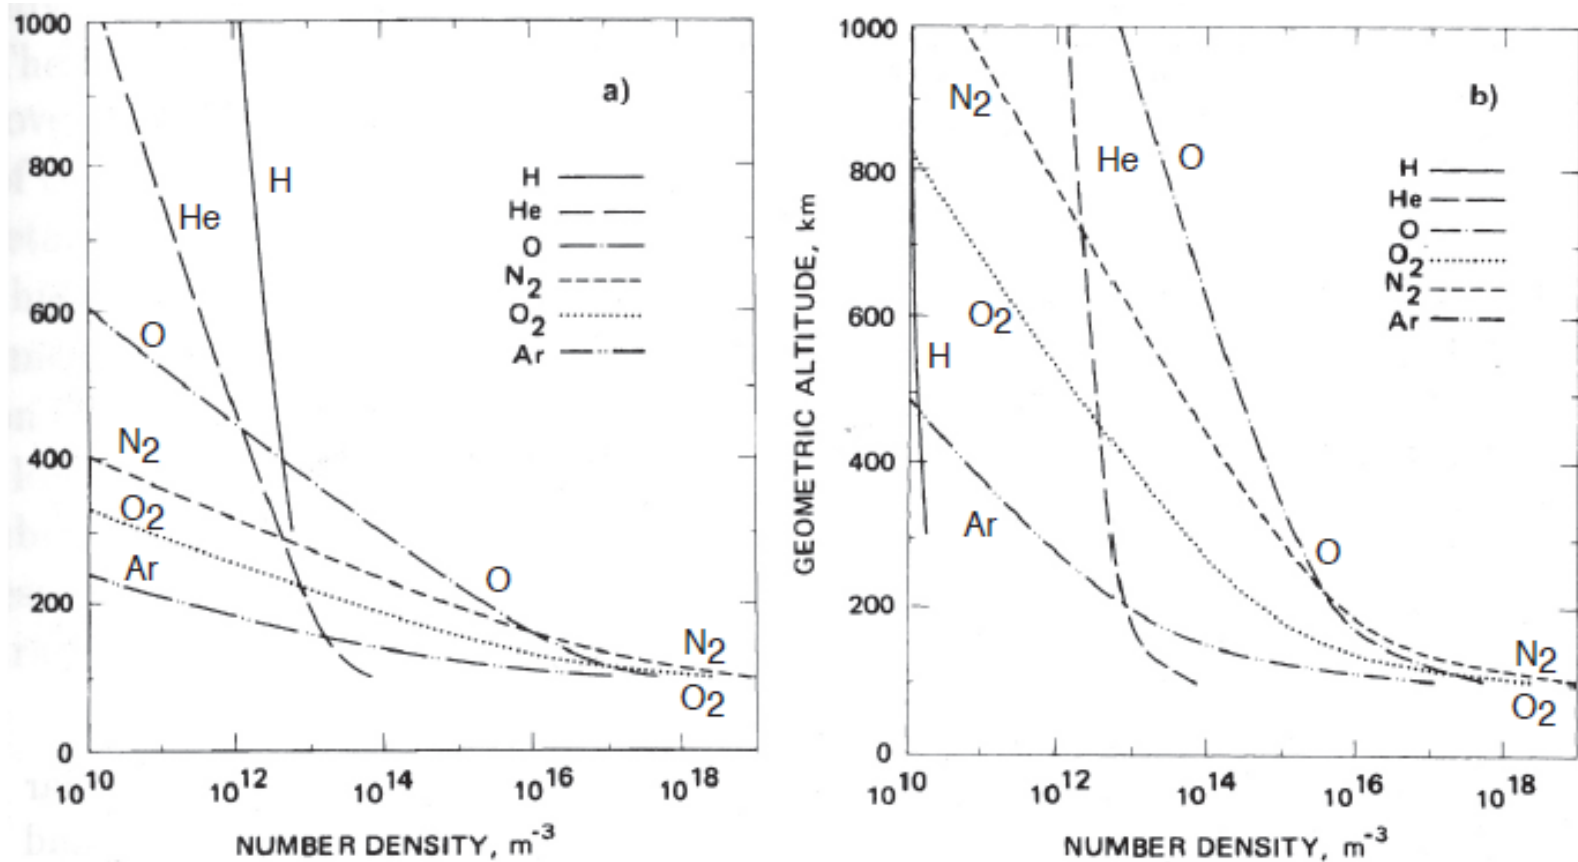 1000
800
600
400
200
0
a)
H
He
O
N2
O2
Ar
H
He
O
N2
O2
Ar
O
N2
O2
10^10
10^12
10^14
10^16
10^18
NUMBER DENSITY, m^-3
GEOMETRIC ALTITUDE, km
1000
800
600
400
200
0
b)
H
He
O
O2
N2
Ar
N2
He
O
O2
H
Ar
O
N2
O2
10^10
10^12
10^14
10^16
10^18
NUMBER DENSITY, m^-3